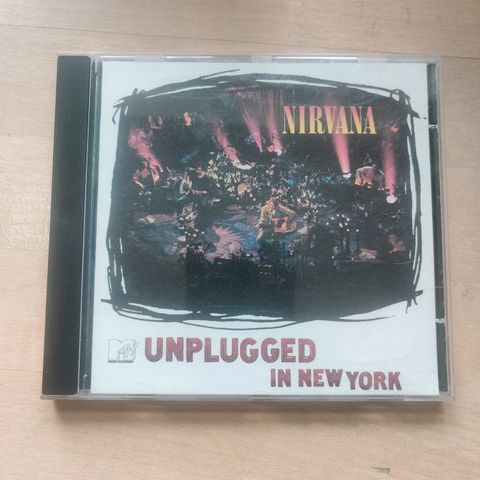 NIRVANA
MTV
UNPLUGGED
IN NEW YORK